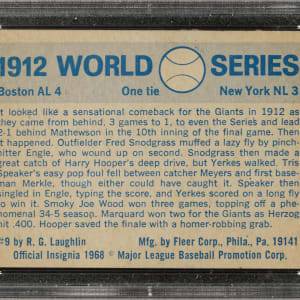 1912 WORLD SERIES
Boston AL 4 One tie New York NL 3
t looked like a sensational comeback for the Giants in 1912 as
they came from behind, 3 games to 1, to even the Series and lead
2-1 behind Mathewson in the 10th inning of the final game. Then
t happened. Outfielder Fred Snodgrass muffed a lazy fly by pinch-
hitter Engle, who wound up on second. Snodgrass then made a
great catch of Harry Hooper's deep drive, but Yerkes walked. Tris
Speaker's easy pop foul fell between catcher Meyers and first base-
man Merkle, though either could have caught it. Speaker then
singled in Engle, typing the score, and Yerkes scored on a long fly
to win it. Smoky Joe Wood won three games, topping off a phe-
nomenal 34-5 seasop. Marquard won two for the Giants as Herzog
hit .400. Hooper saved the finale with a homer-robbing grab.
#9 by R. G. Laughlin Mfg. by Fleer Corp., Phila., Pa. 19141
Official Insignia 1968 © Major League Baseball Promotion Corp.